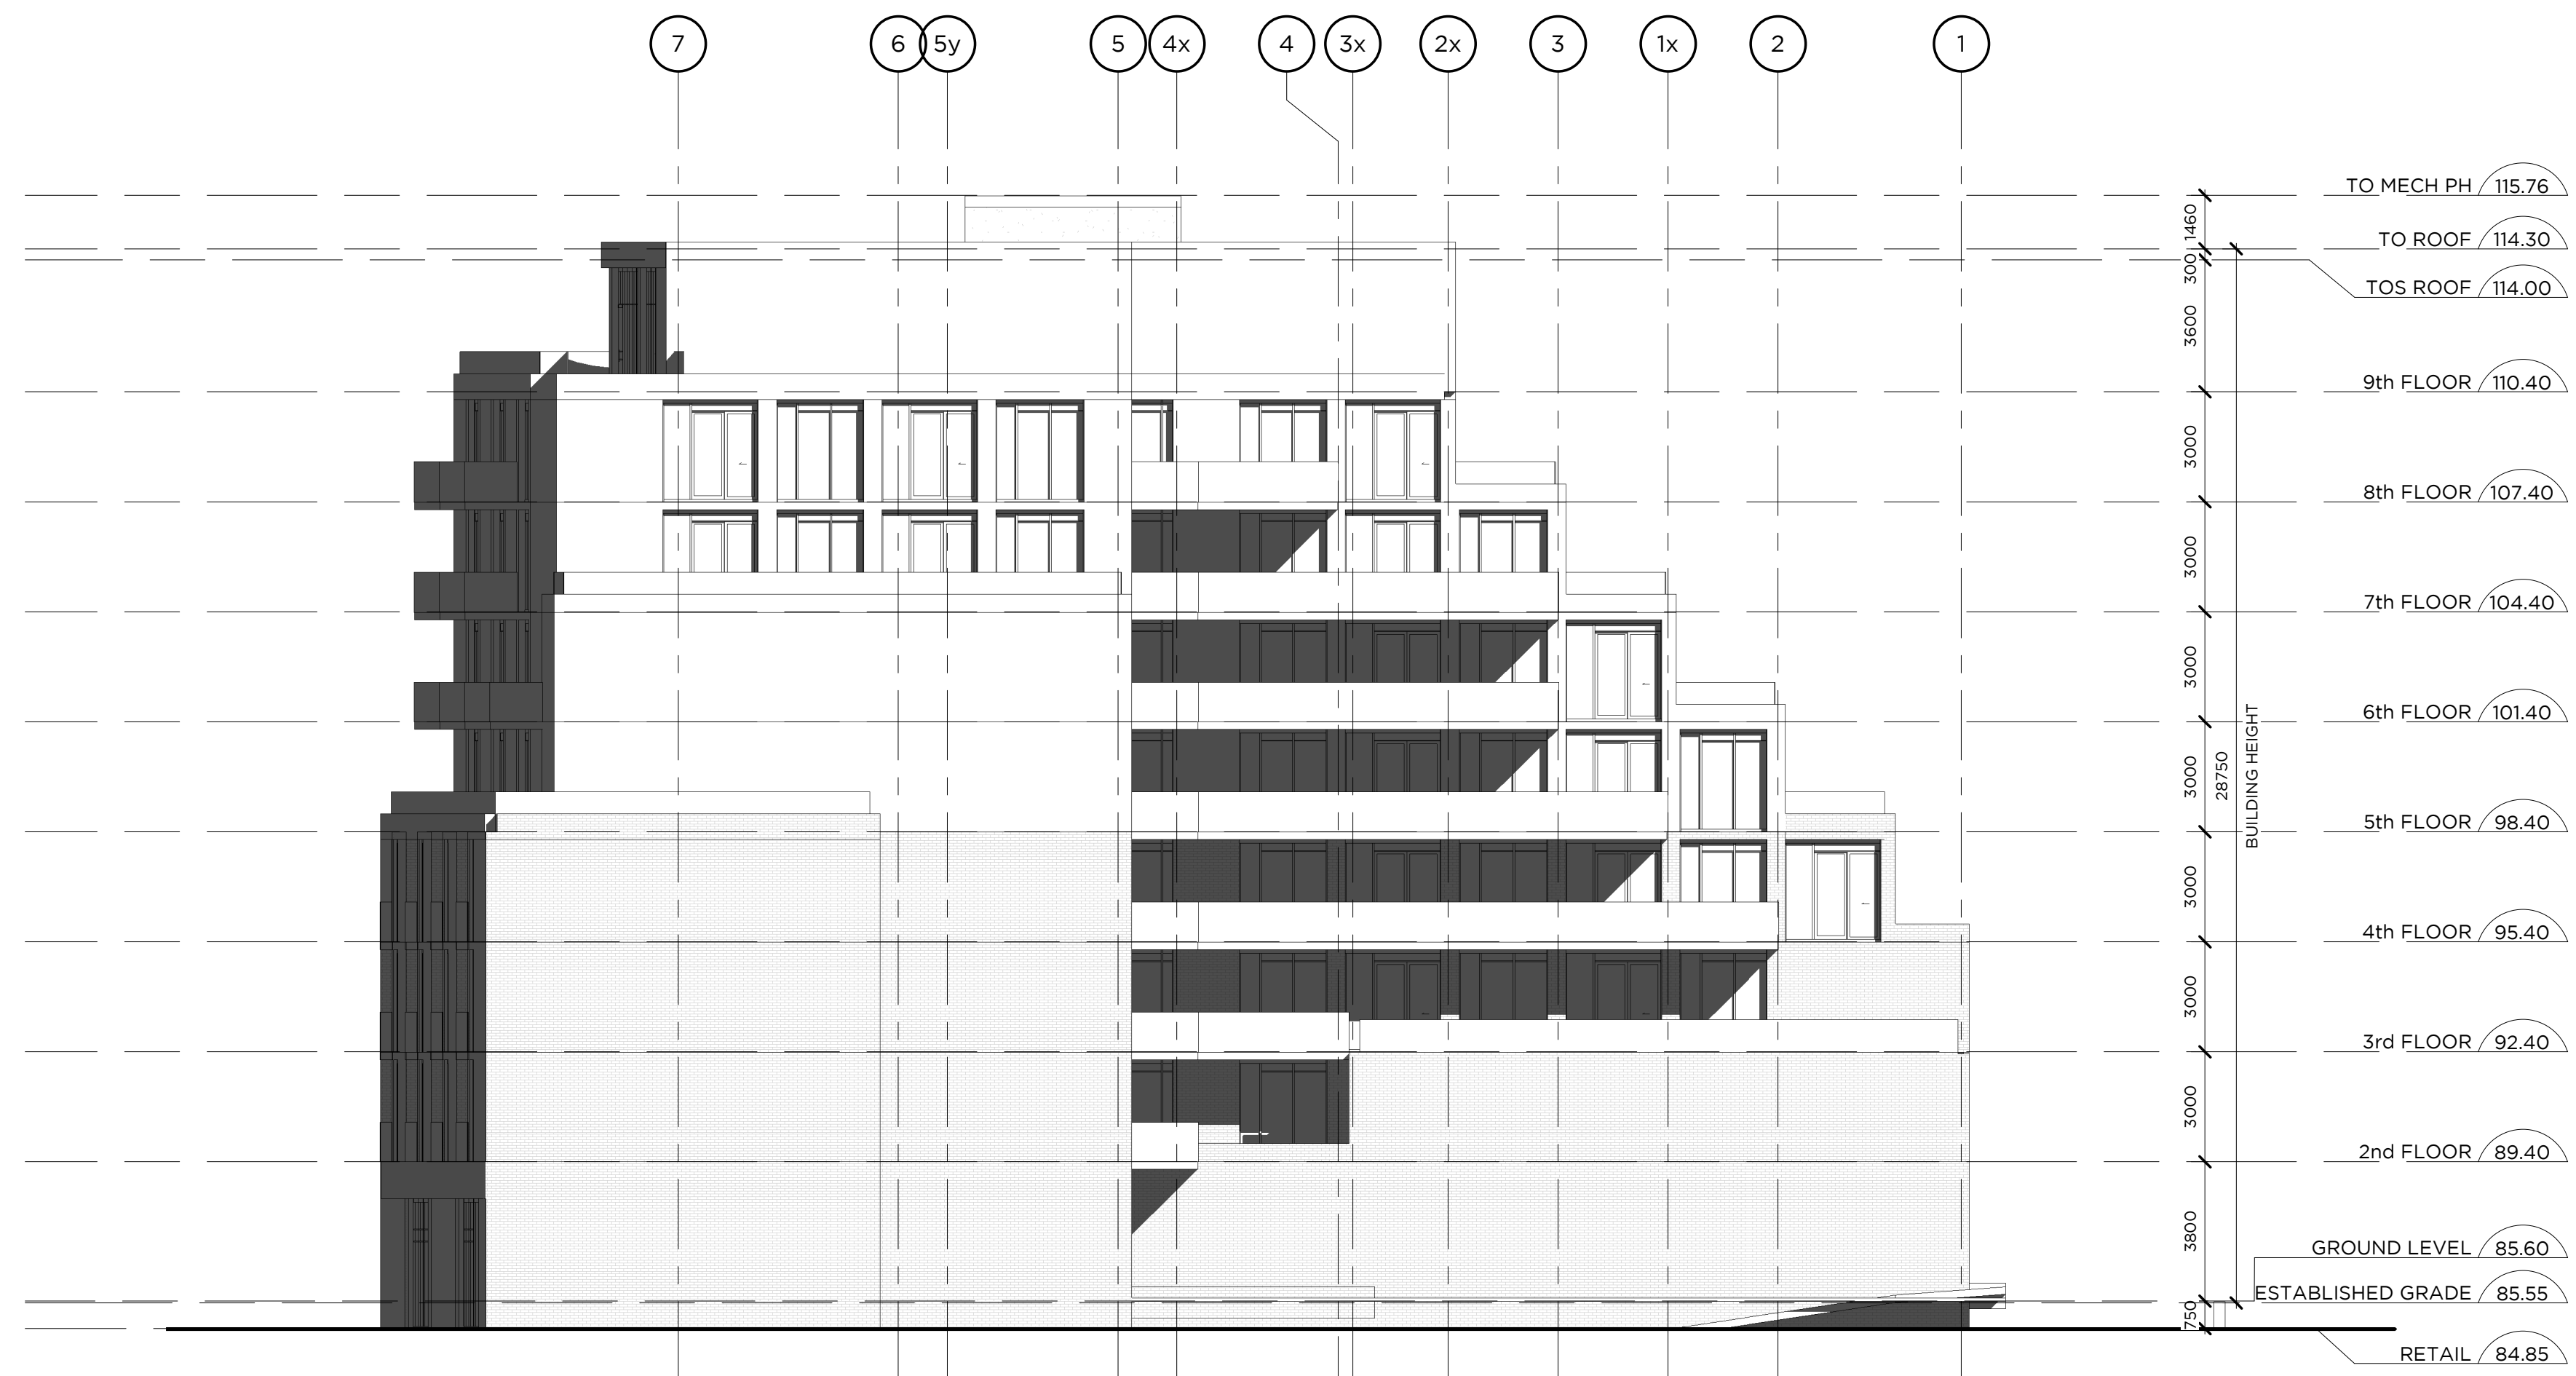 7 6 5y 5 4x 4 3x 2x 3 1x 2 1
TO MECH PH 115.76
1460
TO ROOF 114.30
300
TOS ROOF 114.00
3600
9th FLOOR 110.40
3000
8th FLOOR 107.40
3000
7th FLOOR 104.40
3000
6th FLOOR 101.40
3000
28750
BUILDING HEIGHT
5th FLOOR 98.40
3000
4th FLOOR 95.40
3000
3rd FLOOR 92.40
3000
2nd FLOOR 89.40
3800
GROUND LEVEL 85.60
ESTABLISHED GRADE 85.55
750
RETAIL 84.85